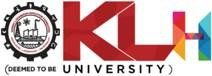 KLH
(DEEMED TO BE UNIVERSITY)